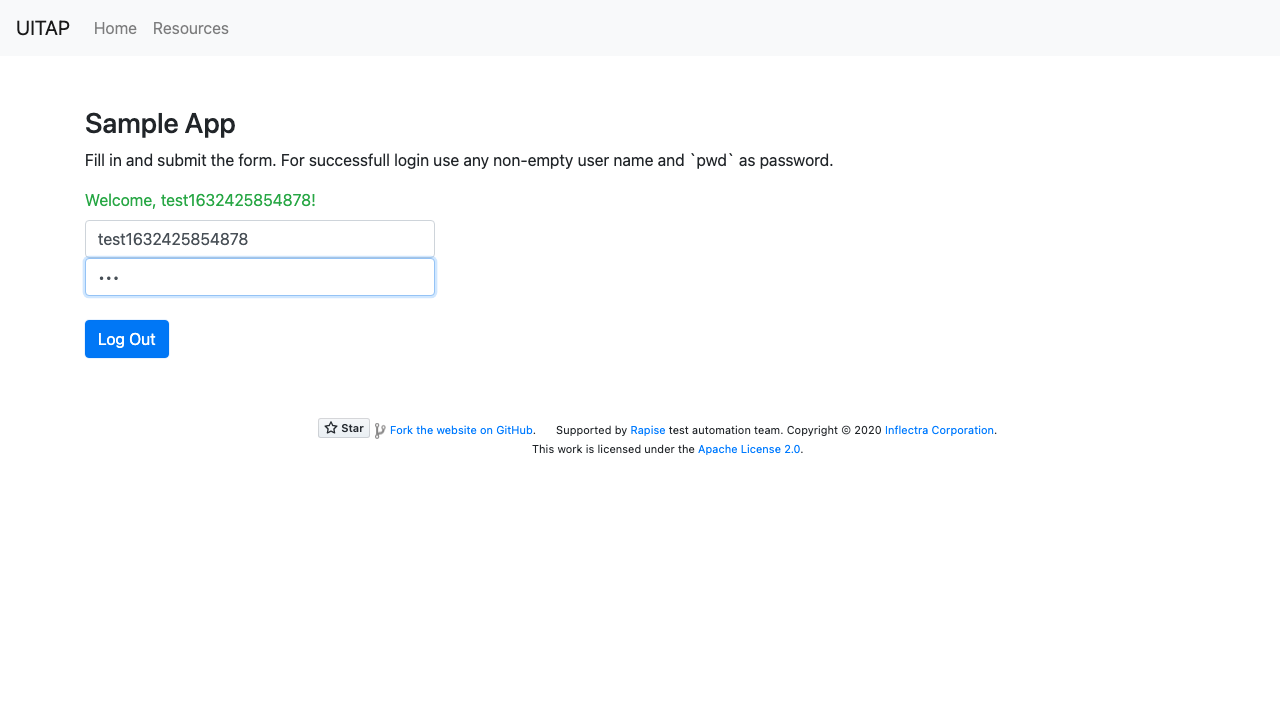 UITAP Home Resources
Sample App
Fill in and submit the form. For successfull login use any non-empty user name and `pwd` as password.
Welcome, test1632425854878!
test1632425854878
•••
Log Out
Star Fork the website on GitHub. Supported by Rapise test automation team. Copyright © 2020 Inflectra Corporation.
This work is licensed under the Apache License 2.0.